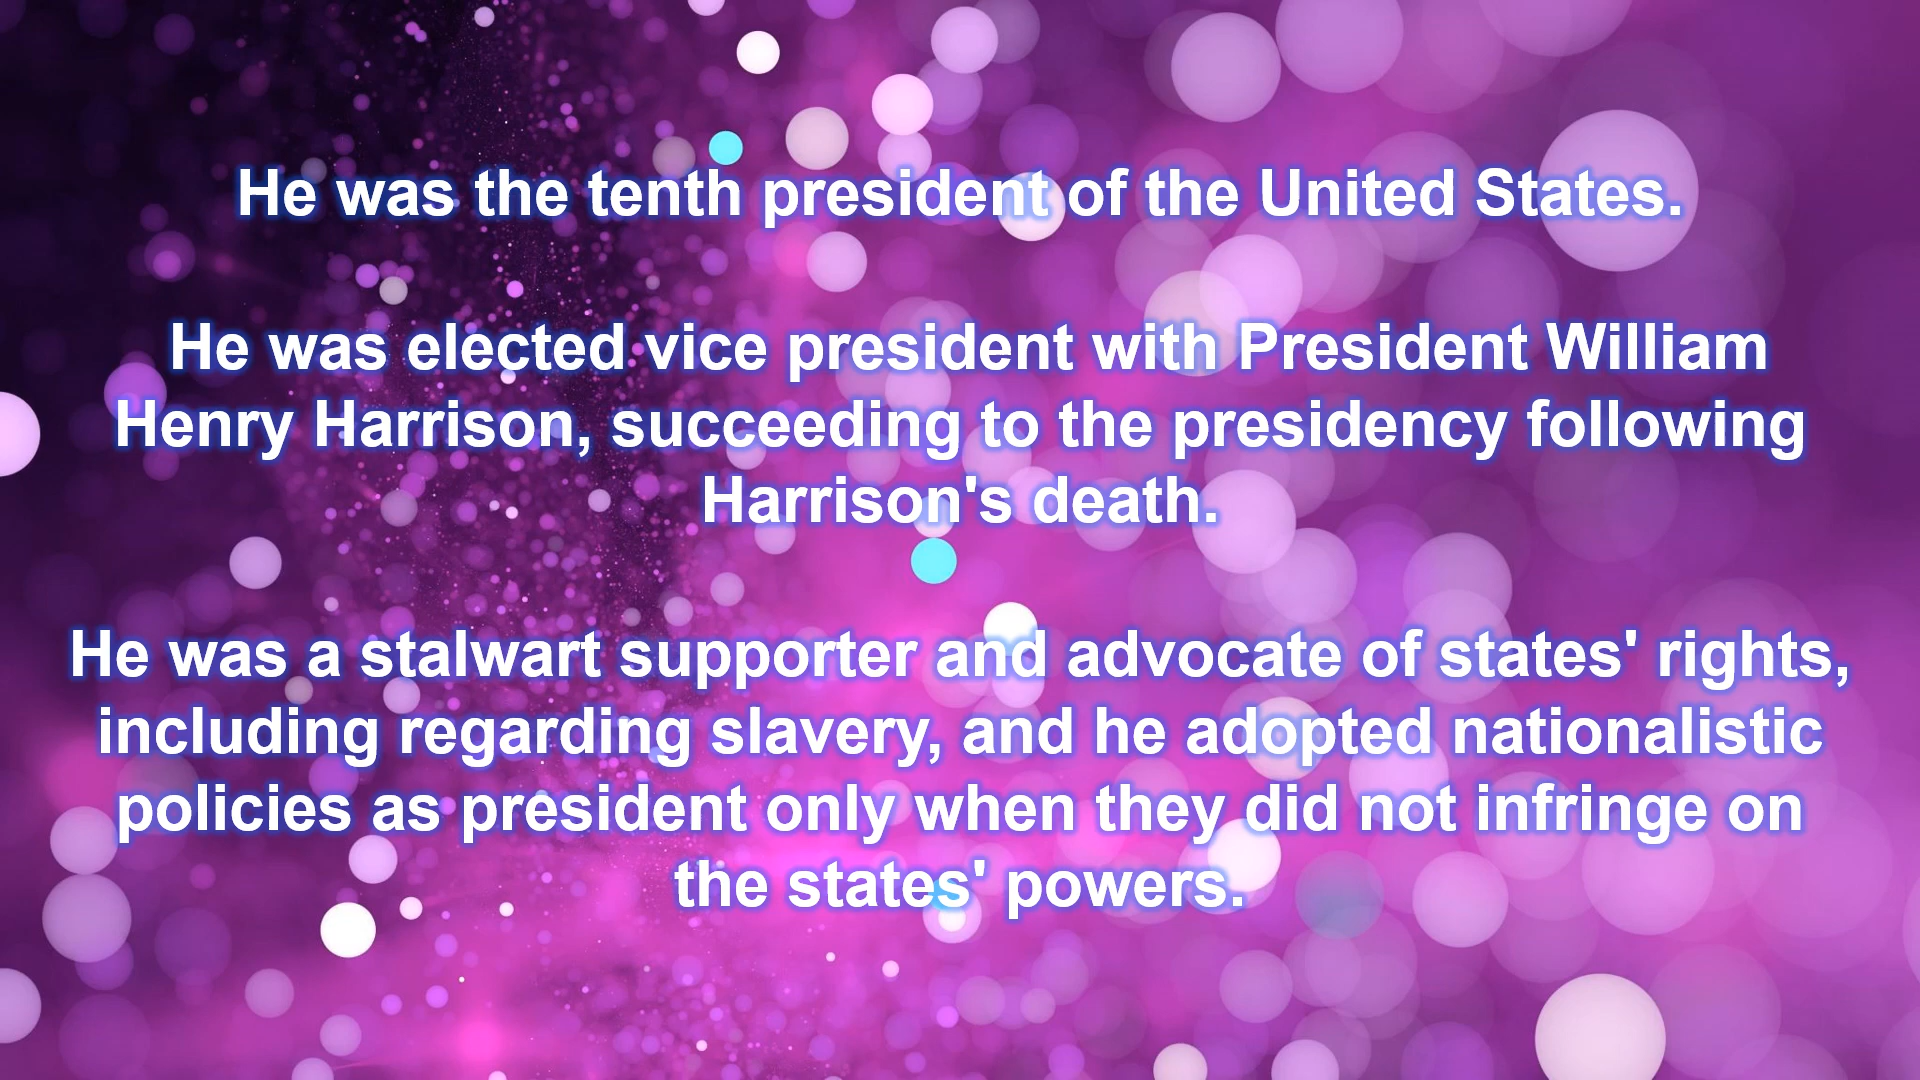 He was the tenth president of the United States.
He was elected vice president with President William
Henry Harrison, succeeding to the presidency following
Harrison's death.
He was a stalwart supporter and advocate of states' rights,
including regarding slavery, and he adopted nationalistic
policies as president only when they did not infringe on
the states' powers.